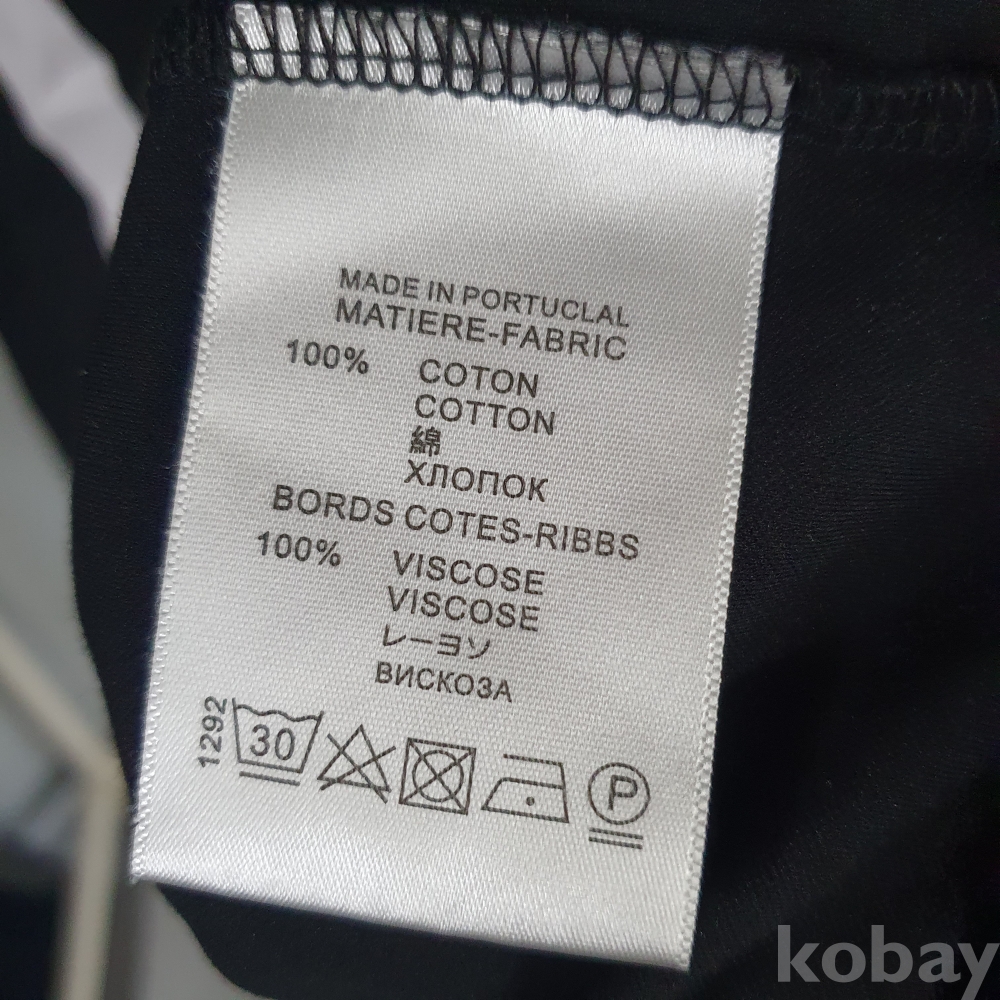 MADE IN PORTUCLAL
MATIERE-FABRIC
100% COTON
COTTON
綿
ХЛОПОК
BORDS COTES-RIBBS
100% VISCOSE
VISCOSE
レーヨソ
ВИСКОЗА
1292
30
P
kobay